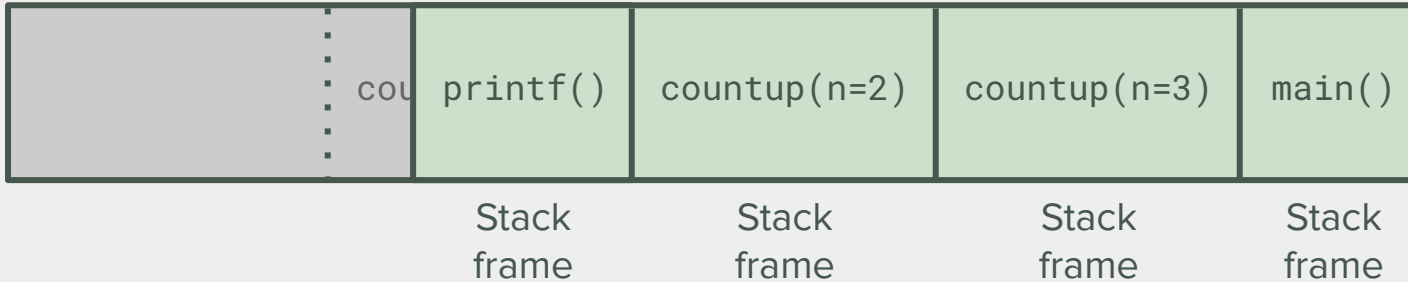 cou printf() countup(n=2) countup(n=3) main()
Stack frame Stack frame Stack frame Stack frame